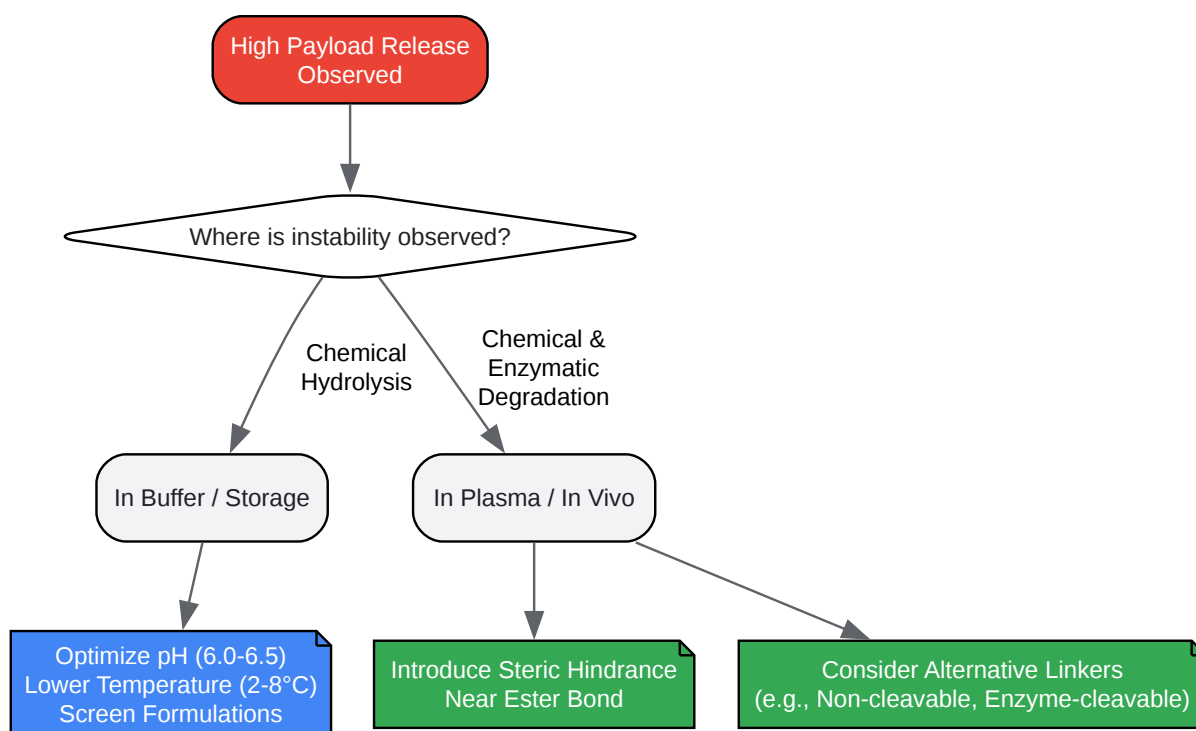 High Payload Release
Observed
Where is instability observed?
Chemical
Hydrolysis
Chemical &
Enzymatic
Degradation
In Buffer / Storage
In Plasma / In Vivo
Optimize pH (6.0-6.5)
Lower Temperature (2-8°C)
Screen Formulations
Introduce Steric Hindrance
Near Ester Bond
Consider Alternative Linkers
(e.g., Non-cleavable, Enzyme-cleavable)